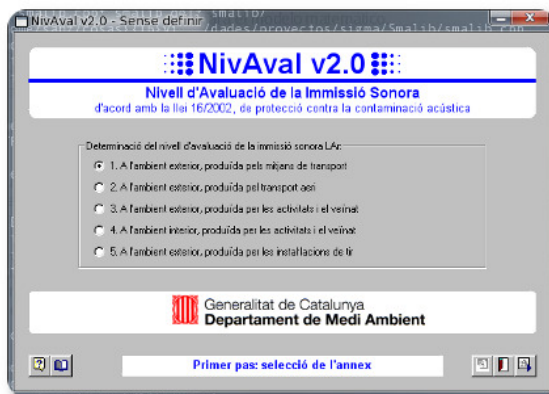 NivAval v2.0 - Sense definir
NivAval v2.0
Nivell d'Avaluació de la Immissió Sonora
d'acord amb la llei 16/2002, de protecció contra la contaminació acústica
Determinació del nivell d'avaluació de la immissió sonora LAr:
1. A l'ambient exterior, produïda pels mitjans de transport
2. A l'ambient exterior, produïda pel transport aeri
3. A l'ambient exterior, produïda per les activitats i el veïnat
4. A l'ambient interior, produïda per les activitats i el veïnat
5. A l'ambient exterior, produïda per les instal·lacions de tir
Generalitat de Catalunya
Departament de Medi Ambient
Primer pas: selecció de l'annex